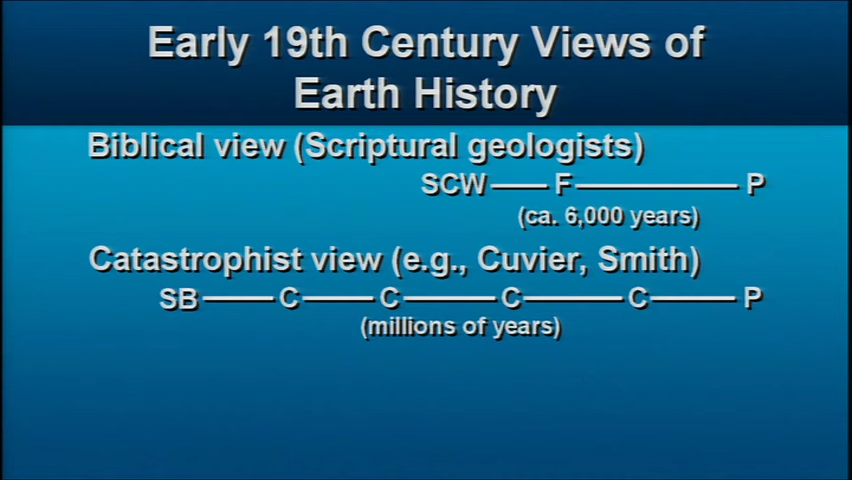 Early 19th Century Views of
Earth History
Biblical view (Scriptural geologists)
SCW F P
(ca. 6,000 years)
Catastrophist view (e.g., Cuvier, Smith)
SB C C C C P
(millions of years)